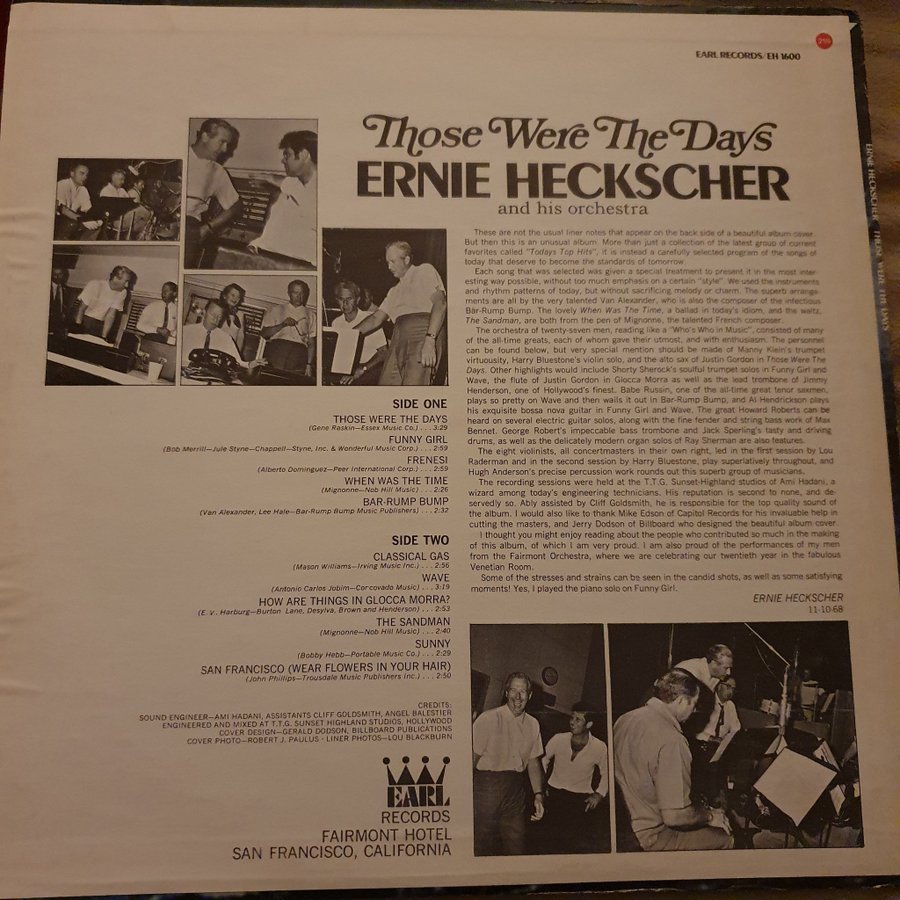 EARL RECORDS/EH 1600
Those Were The Days
ERNIE HECKSCHER
and his orchestra
These are not the usual liner notes that appear on the back side of a beautiful album cover.
But then this is an unusual album. More than just a collection of the latest group of current
favorites called "Todays Top Hits", it is instead a carefully selected program of the songs of
today that deserve to become the standards of tomorrow.
Each song that was selected was given a special treatment to present it in the most inter-
esting way possible, without too much emphasis on a certain "style". We used the instruments
and rhythm patterns of today, but without sacrificing melody or charm. The superb arrange-
ments are all by the very talented Van Alexander, who is also the composer of the infectious
Bar-Rump Bump. The lovely When Was The Time, a ballad in today's idiom, and the waltz,
The Sandman, are both from the pen of Mignonne, the talented French composer.
The orchestra of twenty-seven men, reading like a "Who's Who in Music", consisted of many
of the all-time greats, each of whom gave their utmost, and with enthusiasm. The personnel
can be found below, but very special mention should be made of Manny Klein's trumpet
virtuousity, Harry Bluestone's violin solo, and the alto sax of Justin Gordon in Those Were The
Days. Other highlights would include Shorty Sherock's soulful trumpet solos in Funny Girl and
Wave, the flute of Justin Gordon in Glocca Morra as well as the lead trombone of Jimmy
Henderson, one of Hollywood's finest. Babe Russin, one of the all-time great tenor saxmen,
plays so pretty on Wave and then walls it out in Bar-Rump Bump, and Al Hendrickson plays
his exquisite bossa nova guitar in Funny Girl and Wave. The great Howard Roberts can be
heard on several electric guitar solos, along with the fine fender and string bass work of Max
Bennet. George Robert's impeccable bass trombone and Jack Sperling's tasty and driving
drums, as well as the delicately modern organ solos of Ray Sherman are also features.
The eight violinists, all concertmasters in their own right, led in the first session by Lou
Raderman and in the second session by Harry Bluestone, play superlatively throughout, and
Hugh Anderson's precise percussion work rounds out this superb group of musicians.
The recording sessions were held at the T.T.G. Sunset-Highland studios of Ami Hadani, a
wizard among today's engineering technicians. His reputation is second to none, and de-
servedly so. Ably assisted by Cliff Goldsmith, he is responsible for the top quality sound of
the album. I would also like to thank Mike Edson of Capitol Records for his invaluable help in
cutting the masters, and Jerry Dodson of Billboard who designed the beautiful album cover.
I thought you might enjoy reading about the people who contributed so much in the making
of this album, of which I am very proud. I am also proud of the performances of my men
from the Fairmont Orchestra, where we are celebrating our twentieth year in the fabulous
Venetian Room.
Some of the stresses and strains can be seen in the candid shots, as well as some satisfying
moments! Yes, I played the piano solo on Funny Girl.
ERNIE HECKSCHER
11-10-68
SIDE ONE
THOSE WERE THE DAYS
(Gene Raskin—Essex Music Co.) . . . 3:29
FUNNY GIRL
(Bob Merrill—Jule Styne—Chappell—Styne, Inc. & Wonderful Music Corp.) . . . 2:59
FRENESI
(Alberto Dominguez—Peer International Corp.) . . . 2:59
WHEN WAS THE TIME
(Mignonne—Nob Hill Music) . . . 2:26
BAR-RUMP BUMP
(Van Alexander, Lee Hale—Bar-Rump Bump Music Publishers) . . . 2:32
SIDE TWO
CLASSICAL GAS
(Mason Williams—Irving Music Inc.) . . . 2:56
WAVE
(Antonio Carlos Jobim—Corcovado Music) . . . 3:19
HOW ARE THINGS IN GLOCCA MORRA?
(E. v. Harburg—Burton Lane, Desylva, Brown and Henderson) . . . 2:53
THE SANDMAN
(Mignonne—Nob Hill Music) . . . 2:40
SUNNY
(Bobby Hebb—Portable Music Co.) . . . 2:29
SAN FRANCISCO (WEAR FLOWERS IN YOUR HAIR)
(John Phillips—Trousdale Music Publishers Inc.) . . . 2:50
CREDITS:
SOUND ENGINEER—AMI HADANI, ASSISTANTS CLIFF GOLDSMITH, ANGEL BALESTIER
ENGINEERED AND MIXED AT T.T.G. SUNSET HIGHLAND STUDIOS, HOLLYWOOD
COVER DESIGN—GERALD DODSON, BILLBOARD PUBLICATIONS
COVER PHOTO—ROBERT J. PAULUS · LINER PHOTOS—LOU BLACKBURN
EARL
RECORDS
FAIRMONT HOTEL
SAN FRANCISCO, CALIFORNIA
ERNIE HECKSCHER THOSE WERE THE DAYS